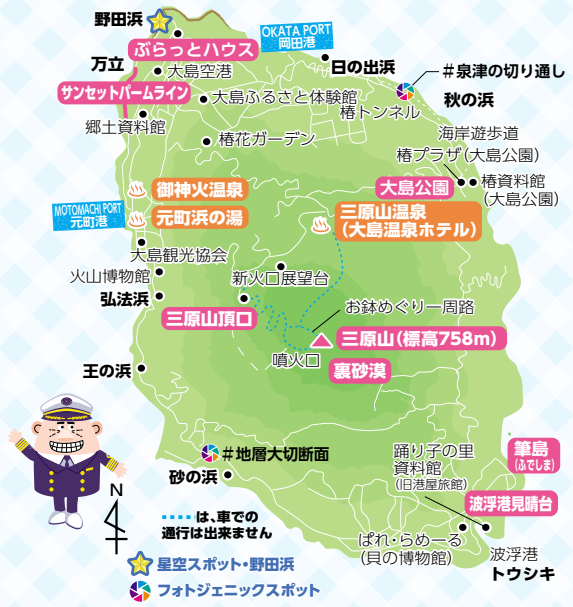 野田浜
OKATA PORT
岡田港
ぶらっとハウス
万立
大島空港
日の出浜
#泉津の切り通し
サンセットパームライン
大島ふるさと体験館
椿トンネル
秋の浜
郷土資料館
海岸遊歩道
椿花ガーデン
椿プラザ(大島公園)
御神火温泉
大島公園
椿資料館
(大島公園)
MOTOMACHI PORT
元町港
元町浜の湯
三原山温泉
(大島温泉ホテル)
大島観光協会
火山博物館
新火口展望台
弘法浜
お鉢めぐり一周路
三原山頂口
三原山(標高758m)
噴火口
裏砂漠
王の浜
#地層大切断面
砂の浜
踊り子の里
資料館
(旧港屋旅館)
筆島
(ふでしま)
波浮港見晴台
N
は、車での
通行は出来ません
ぱれ・らめーる
(貝の博物館)
波浮港
トウシキ
星空スポット・野田浜
フォトジェニックスポット